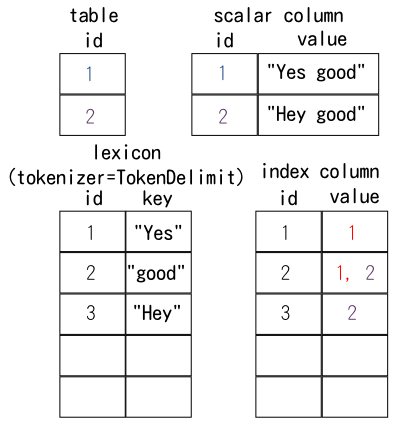 table scalar column
id id value
1 1 "Yes good"
2 2 "Hey good"
lexicon
(tokenizer=TokenDelimit) index column
id key id value
1 "Yes" 1 1
2 "good" 2 1, 2
3 "Hey" 3 2